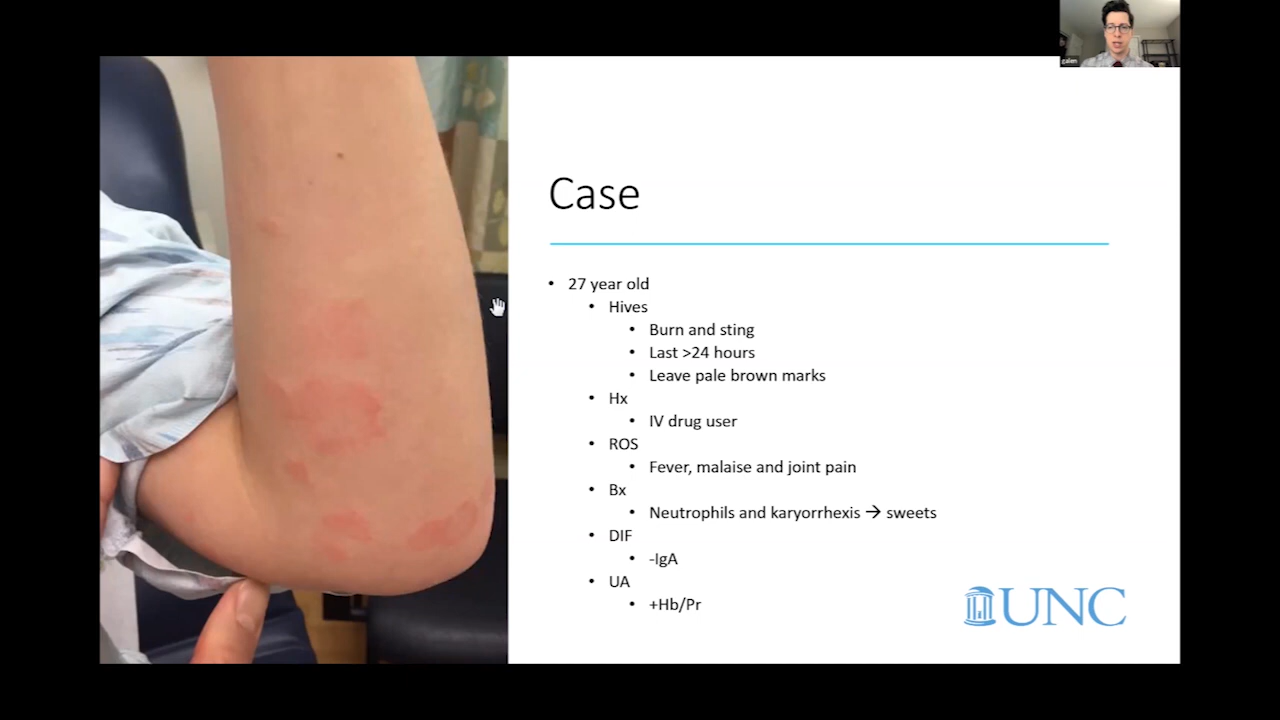 galen
Case
• 27 year old
• Hives
• Burn and sting
• Last >24 hours
• Leave pale brown marks
• Hx
• IV drug user
• ROS
• Fever, malaise and joint pain
• Bx
• Neutrophils and karyorrhexis → sweets
• DIF
• -IgA
• UA
• +Hb/Pr
UNC